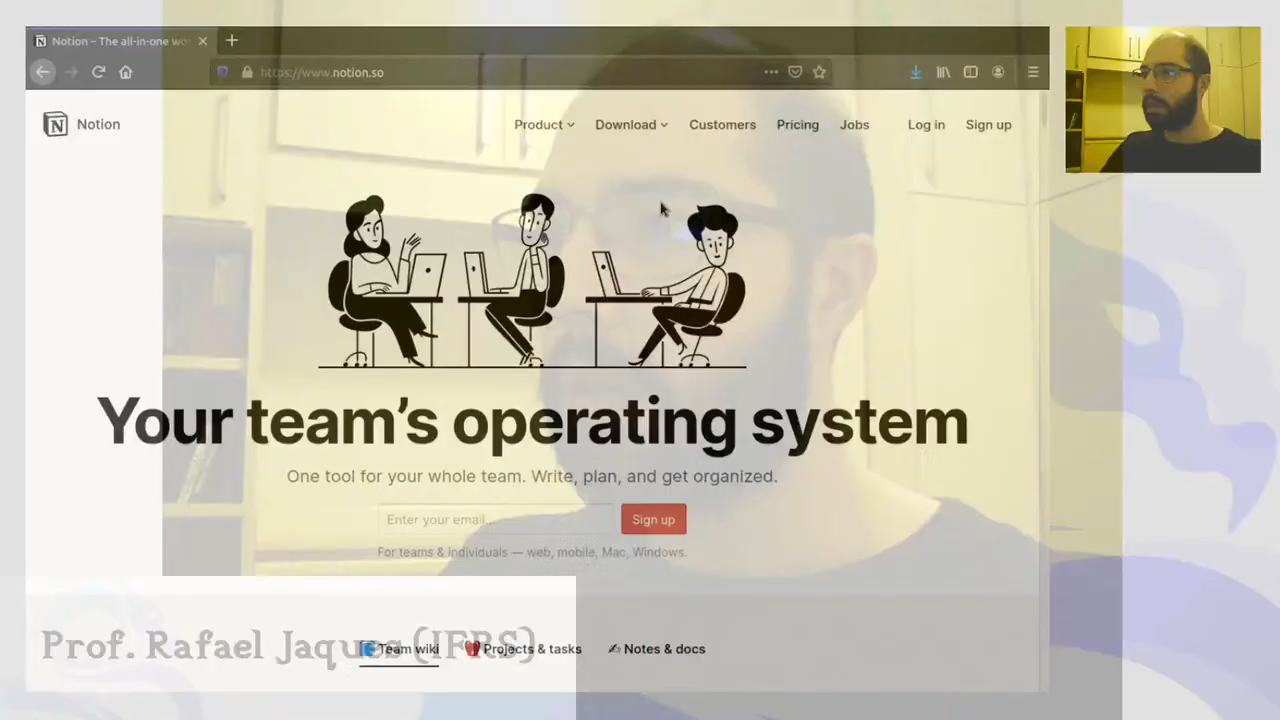 Notion – The all-in-one wo
https://www.notion.so
Notion
Product
Download
Customers
Pricing
Jobs
Log in
Sign up
Your team's operating system
One tool for your whole team. Write, plan, and get organized.
Enter your email...
Sign up
For teams & individuals — web, mobile, Mac, Windows.
Prof. Rafael Jaques (IFRS)
Team wiki
Projects & tasks
Notes & docs